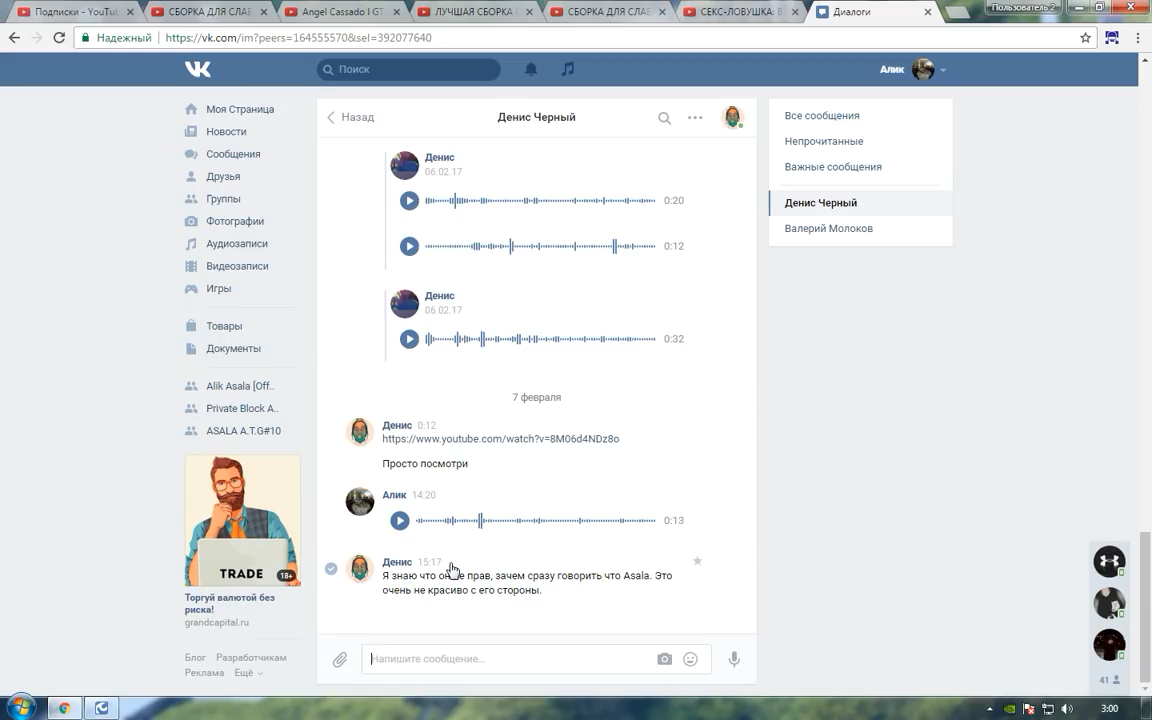 Подписки - YouTu
СБОРКА ДЛЯ СЛАБ
Angel Cassado l GT
ЛУЧШАЯ СБОРКА
СБОРКА ДЛЯ СЛАБ
СЕКС-ЛОВУШКА: 8
Диалоги
Пользователь 2
Надежный
https://vk.com/im?peers=164555570&sel=392077640
Поиск
Алик
Моя Страница
Новости
Сообщения
Друзья
Группы
Фотографии
Аудиозаписи
Видеозаписи
Игры
Товары
Документы
Alik Asala [Off..
Private Block A..
ASALA A.T.G#10
TRADE
18+
Торгуй валютой без
риска!
grandcapital.ru
Блог Разработчикам
Реклама Ещё
Назад
Денис Черный
Денис
06.02.17
0:20
0:12
Денис
06.02.17
0:32
7 февраля
Денис 0:12
https://www.youtube.com/watch?v=8M06d4NDz8o
Просто посмотри
Алик 14:20
0:13
Денис 15:17
Я знаю что он не прав, зачем сразу говорить что Asala. Это
очень не красиво с его стороны.
Напишите сообщение...
Все сообщения
Непрочитанные
Важные сообщения
Денис Черный
Валерий Молоков
41
3:00